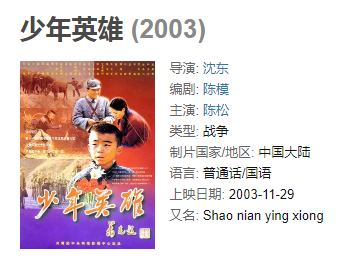 少年英雄 (2003)
导演: 沈东
编剧: 陈模
主演: 陈松
类型: 战争
制片国家/地区: 中国大陆
语言: 普通话/国语
上映日期: 2003-11-29
又名: Shao nian ying xiong
少年英雄